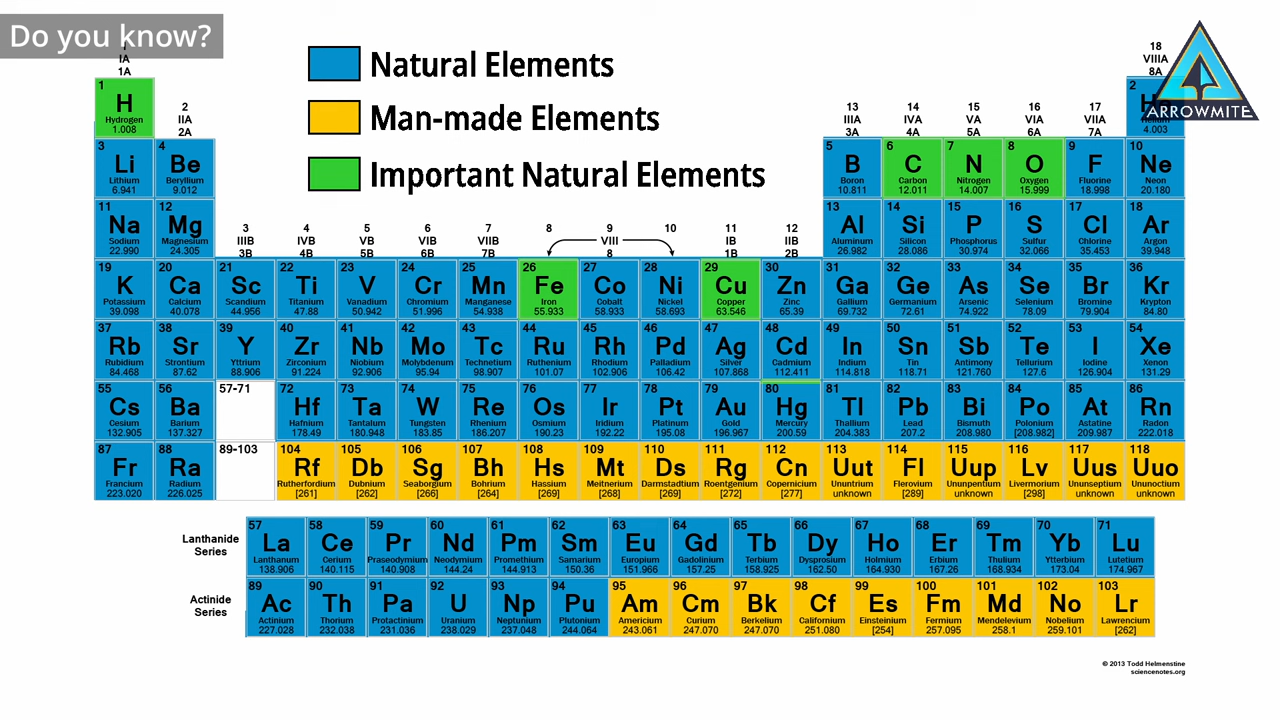 Do you know?
ARROWMITE
Natural Elements
Man-made Elements
Important Natural Elements
IA
1A
2
IIA
2A
3
IIIB
3B
4
IVB
4B
5
VB
5B
6
VIB
6B
7
VIIB
7B
8
9
VIII
8
10
11
IB
1B
12
IIB
2B
13
IIIA
3A
14
IVA
4A
15
VA
5A
16
VIA
6A
17
VIIA
7A
18
VIIIA
8A
1 H Hydrogen 1.008
2 4.003
3 Li Lithium 6.941
4 Be Beryllium 9.012
5 B Boron 10.811
6 C Carbon 12.011
7 N Nitrogen 14.007
8 O Oxygen 15.999
9 F Fluorine 18.998
10 Ne Neon 20.180
11 Na Sodium 22.990
12 Mg Magnesium 24.305
13 Al Aluminum 26.982
14 Si Silicon 28.086
15 P Phosphorus 30.974
16 S Sulfur 32.066
17 Cl Chlorine 35.453
18 Ar Argon 39.948
19 K Potassium 39.098
20 Ca Calcium 40.078
21 Sc Scandium 44.956
22 Ti Titanium 47.88
23 V Vanadium 50.942
24 Cr Chromium 51.996
25 Mn Manganese 54.938
26 Fe Iron 55.933
27 Co Cobalt 58.933
28 Ni Nickel 58.693
29 Cu Copper 63.546
30 Zn Zinc 65.39
31 Ga Gallium 69.732
32 Ge Germanium 72.61
33 As Arsenic 74.922
34 Se Selenium 78.09
35 Br Bromine 79.904
36 Kr Krypton 84.80
37 Rb Rubidium 84.468
38 Sr Strontium 87.62
39 Y Yttrium 88.906
40 Zr Zirconium 91.224
41 Nb Niobium 92.906
42 Mo Molybdenum 95.94
43 Tc Technetium 98.907
44 Ru Ruthenium 101.07
45 Rh Rhodium 102.906
46 Pd Palladium 106.42
47 Ag Silver 107.868
48 Cd Cadmium 112.411
49 In Indium 114.818
50 Sn Tin 118.71
51 Sb Antimony 121.760
52 Te Tellurium 127.6
53 I Iodine 126.904
54 Xe Xenon 131.29
55 Cs Cesium 132.905
56 Ba Barium 137.327
57-71
72 Hf Hafnium 178.49
73 Ta Tantalum 180.948
74 W Tungsten 183.85
75 Re Rhenium 186.207
76 Os Osmium 190.23
77 Ir Iridium 192.22
78 Pt Platinum 195.08
79 Au Gold 196.967
80 Hg Mercury 200.59
81 Tl Thallium 204.383
82 Pb Lead 207.2
83 Bi Bismuth 208.980
84 Po Polonium [208.982]
85 At Astatine 209.987
86 Rn Radon 222.018
87 Fr Francium 223.020
88 Ra Radium 226.025
89-103
104 Rf Rutherfordium [261]
105 Db Dubnium [262]
106 Sg Seaborgium [266]
107 Bh Bohrium [264]
108 Hs Hassium [269]
109 Mt Meitnerium [268]
110 Ds Darmstadtium [269]
111 Rg Roentgenium [272]
112 Cn Copernicium [277]
113 Uut Ununtrium unknown
114 Fl Flerovium [289]
115 Uup Ununpentium unknown
116 Lv Livermorium [298]
117 Uus Ununseptium unknown
118 Uuo Ununoctium unknown
Lanthanide
Series
57 La Lanthanum 138.906
58 Ce Cerium 140.115
59 Pr Praseodymium 140.908
60 Nd Neodymium 144.24
61 Pm Promethium 144.913
62 Sm Samarium 150.36
63 Eu Europium 151.966
64 Gd Gadolinium 157.25
65 Tb Terbium 158.925
66 Dy Dysprosium 162.50
67 Ho Holmium 164.930
68 Er Erbium 167.26
69 Tm Thulium 168.934
70 Yb Ytterbium 173.04
71 Lu Lutetium 174.967
Actinide
Series
89 Ac Actinium 227.028
90 Th Thorium 232.038
91 Pa Protactinium 231.036
92 U Uranium 238.029
93 Np Neptunium 237.048
94 Pu Plutonium 244.064
95 Am Americium 243.061
96 Cm Curium 247.070
97 Bk Berkelium 247.070
98 Cf Californium 251.080
99 Es Einsteinium [254]
100 Fm Fermium 257.095
101 Md Mendelevium 258.1
102 No Nobelium 259.101
103 Lr Lawrencium [262]
© 2013 Todd Helmenstine
sciencenotes.org